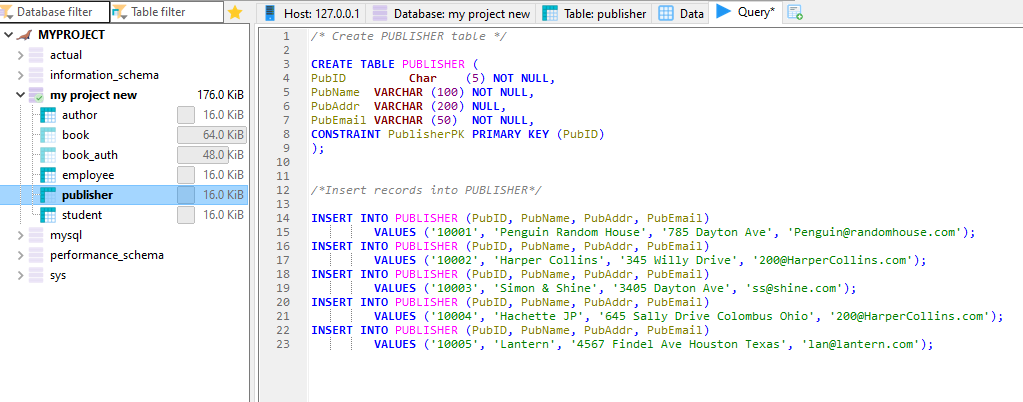 Database filter
Table filter
Host: 127.0.0.1
Database: my project new
Table: publisher
Data
Query*
MYPROJECT
actual
information_schema
my project new 176.0 KiB
author 16.0 KiB
book 64.0 KiB
book_auth 48.0 KiB
employee 16.0 KiB
publisher 16.0 KiB
student 16.0 KiB
mysql
performance_schema
sys
1 /* Create PUBLISHER table */
2
3 CREATE TABLE PUBLISHER (
4 PubID Char (5) NOT NULL,
5 PubName VARCHAR (100) NOT NULL,
6 PubAddr VARCHAR (200) NULL,
7 PubEmail VARCHAR (50) NOT NULL,
8 CONSTRAINT PublisherPK PRIMARY KEY (PubID)
9 );
10
11
12 /*Insert records into PUBLISHER*/
13
14 INSERT INTO PUBLISHER (PubID, PubName, PubAddr, PubEmail)
15 VALUES ('10001', 'Penguin Random House', '785 Dayton Ave', 'Penguin@randomhouse.com');
16 INSERT INTO PUBLISHER (PubID, PubName, PubAddr, PubEmail)
17 VALUES ('10002', 'Harper Collins', '345 Willy Drive', '200@HarperCollins.com');
18 INSERT INTO PUBLISHER (PubID, PubName, PubAddr, PubEmail)
19 VALUES ('10003', 'Simon & Shine', '3405 Dayton Ave', 'ss@shine.com');
20 INSERT INTO PUBLISHER (PubID, PubName, PubAddr, PubEmail)
21 VALUES ('10004', 'Hachette JP', '645 Sally Drive Colombus Ohio', '200@HarperCollins.com');
22 INSERT INTO PUBLISHER (PubID, PubName, PubAddr, PubEmail)
23 VALUES ('10005', 'Lantern', '4567 Findel Ave Houston Texas', 'lan@lantern.com');